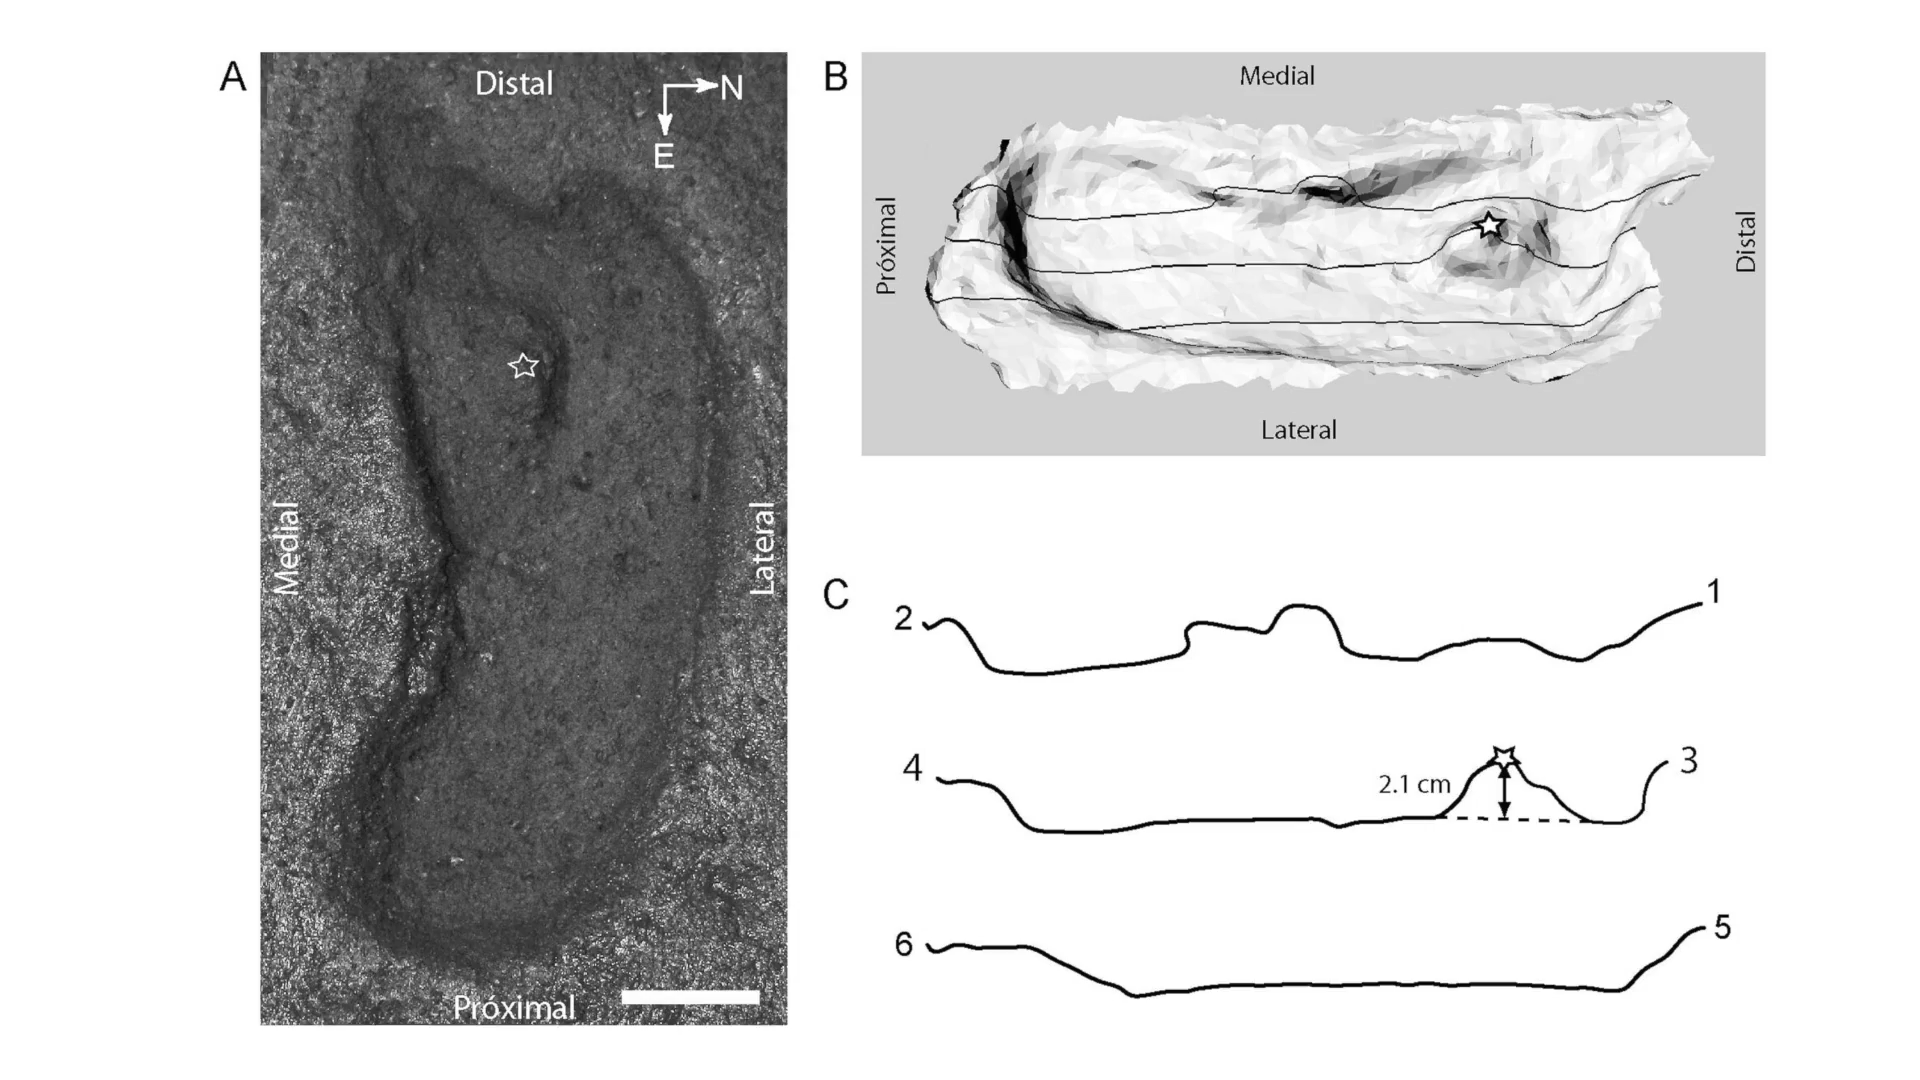 A
Distal
N
E
Medial
Lateral
Próximal
B
Medial
Próximal
Distal
Lateral
C
2
1
4
2.1 cm
3
6
5